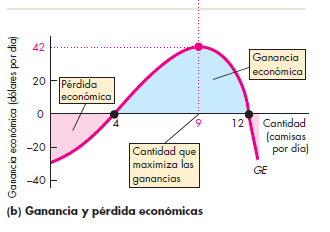 Ganancia económica (dólares por día)
42
20
0
–20
–40
Pérdida
económica
Ganancia
económica
4
9
12
Cantidad
(camisas
por día)
Cantidad que
maximiza las
ganancias
GE
(b) Ganancia y pérdida económicas